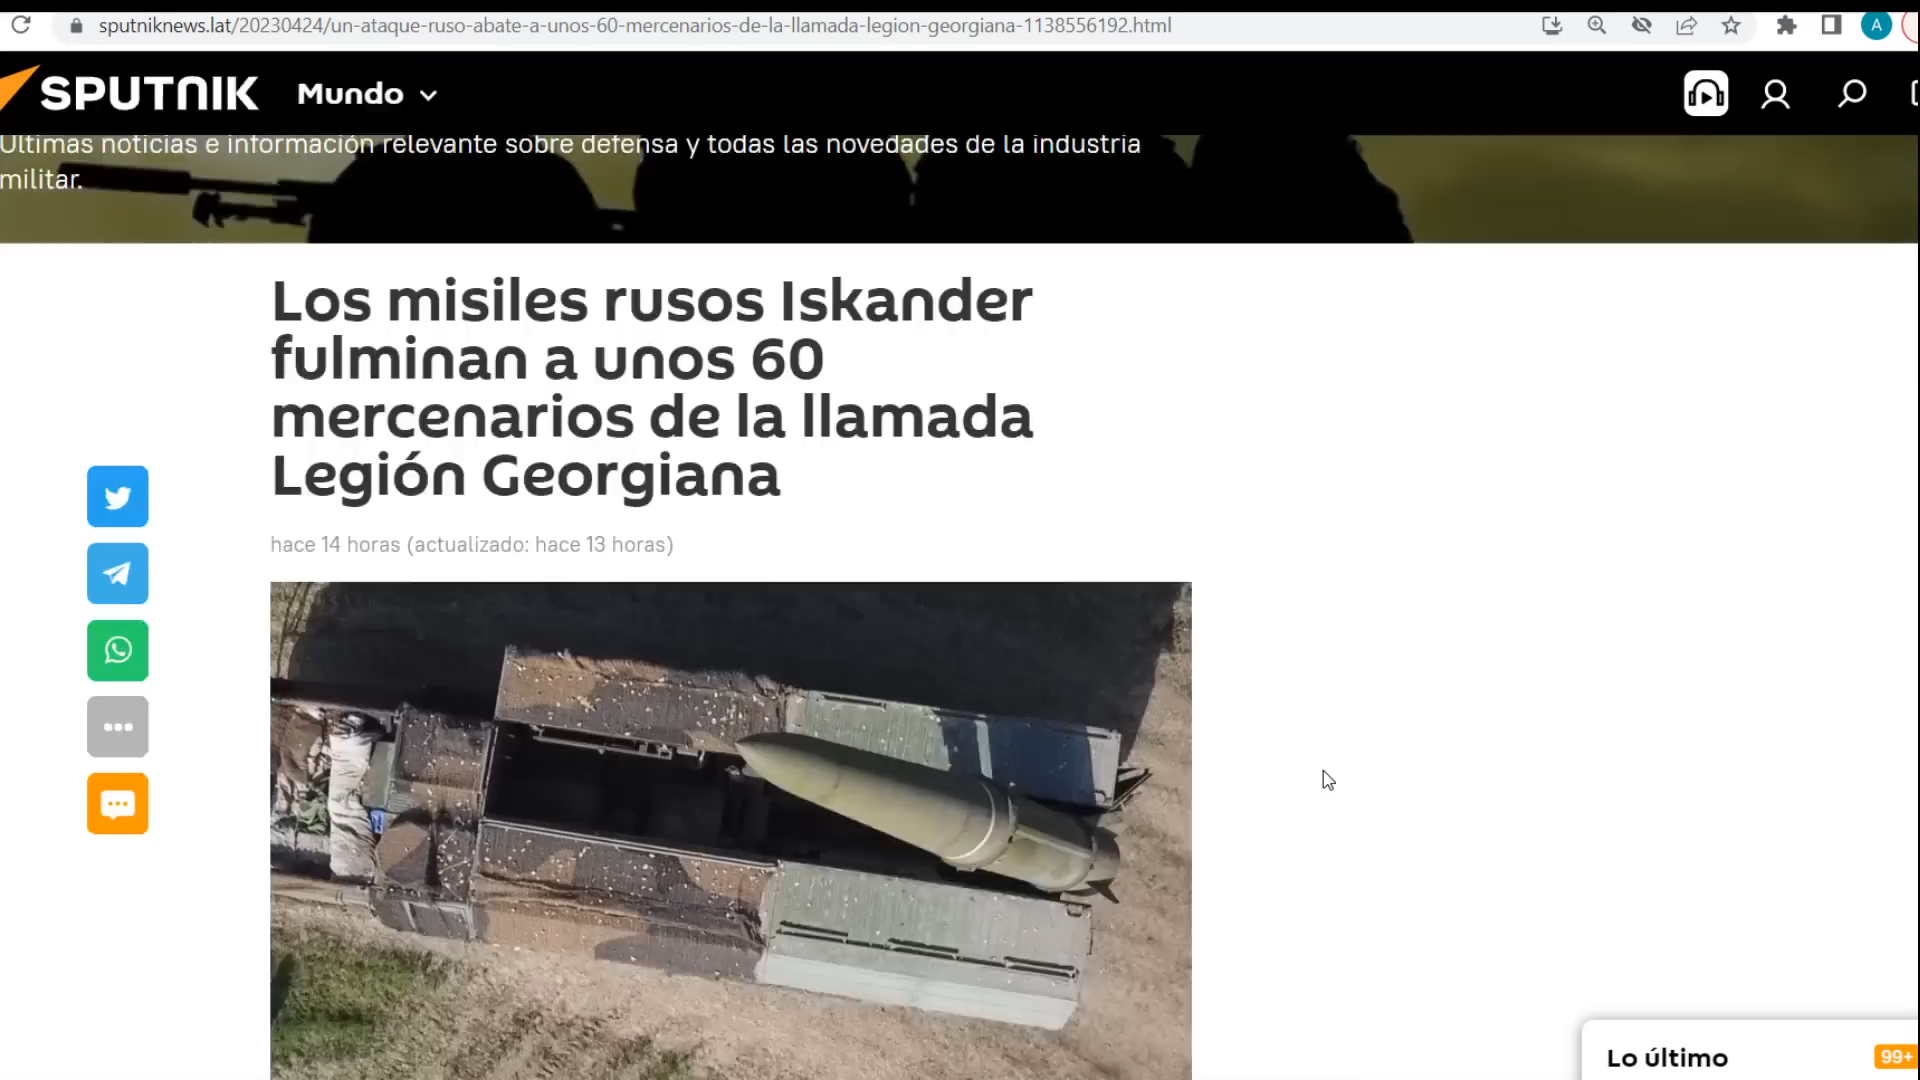 sputniknews.lat/20230424/un-ataque-ruso-abate-a-unos-60-mercenarios-de-la-llamada-legion-georgiana-1138556192.html
A
SPUTNIK Mundo
Últimas noticias e información relevante sobre defensa y todas las novedades de la industria
militar.
Los misiles rusos Iskander
fulminan a unos 60
mercenarios de la llamada
Legión Georgiana
hace 14 horas (actualizado: hace 13 horas)
Lo último 99+